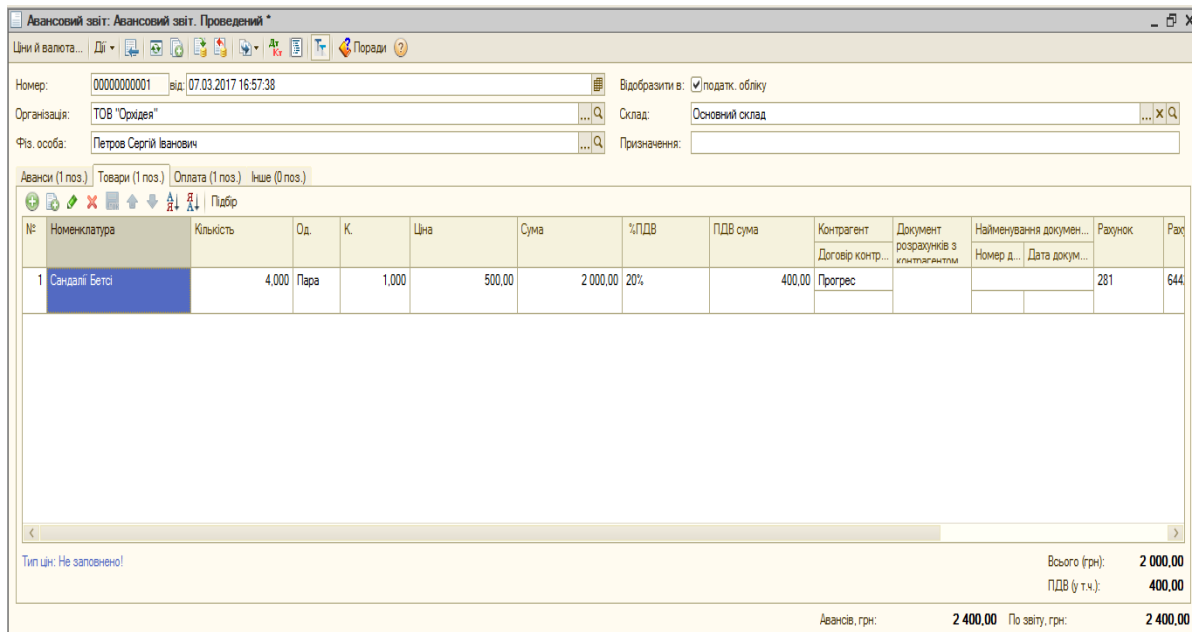 Авансовий звіт: Авансовий звіт. Проведений *
Ціни й валюта... Дії Дт Кт Тт Поради ?
Номер: 00000000001 від: 07.03.2017 16:57:38 Відобразити в: податк. обліку
Організація: ТОВ "Орхідея" ... Склад: Основний склад ... x
Фіз. особа: Петров Сергій Іванович ... Призначення:
Аванси (1 поз.) Товари (1 поз.) Оплата (1 поз.) Інше (0 поз.)
Підбір
№ Номенклатура Кількість Од. К. Ціна Сума %ПДВ ПДВ сума Контрагент Документ розрахунків з контрагентом Найменування докумен... Рахунок Раху
Договір контр... Номер д... Дата докум...
1 Сандалії Бетсі 4,000 Пара 1,000 500,00 2 000,00 20% 400,00 Прогрес 281 644
Тип цін: Не заповнено!
Всього (грн): 2 000,00
ПДВ (у т.ч.): 400,00
Авансів, грн: 2 400,00 По звіту, грн: 2 400,00